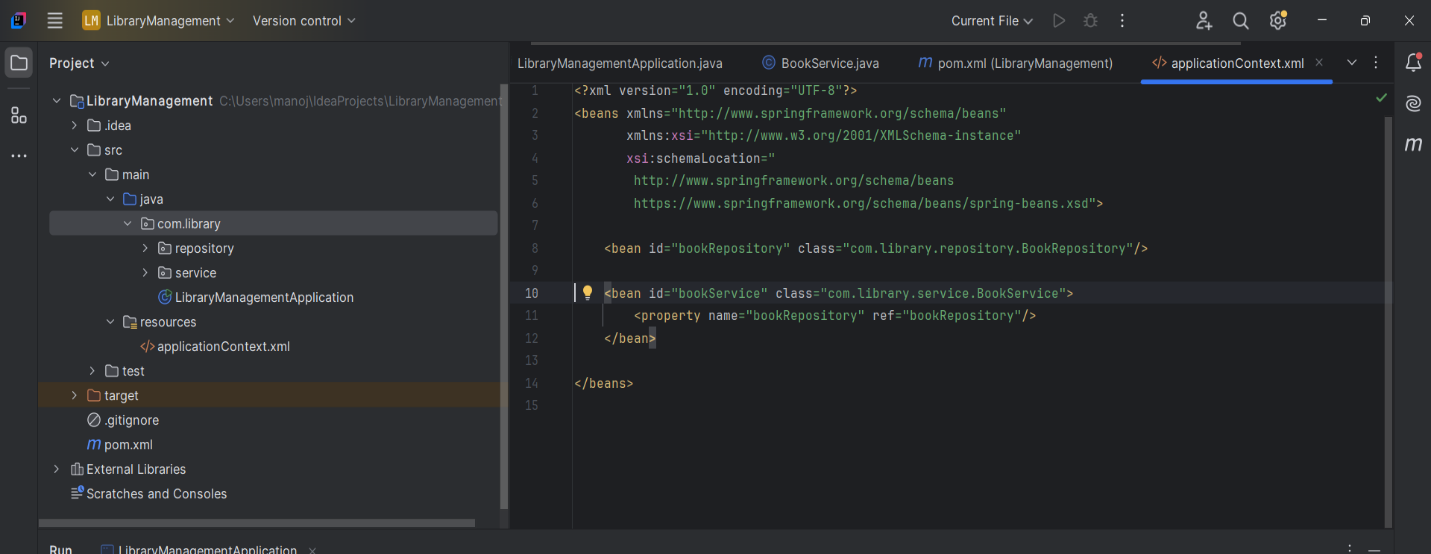 LM LibraryManagement Version control Current File
Project
LibraryManagement C:\Users\manoj\IdeaProjects\LibraryManagement
.idea
src
main
java
com.library
repository
service
LibraryManagementApplication
resources
applicationContext.xml
test
target
.gitignore
pom.xml
External Libraries
Scratches and Consoles
LibraryManagementApplication.java BookService.java pom.xml (LibraryManagement) applicationContext.xml
1 <?xml version="1.0" encoding="UTF-8"?>
2 <beans xmlns="http://www.springframework.org/schema/beans"
3 xmlns:xsi="http://www.w3.org/2001/XMLSchema-instance"
4 xsi:schemaLocation="
5 http://www.springframework.org/schema/beans
6 https://www.springframework.org/schema/beans/spring-beans.xsd">
7
8 <bean id="bookRepository" class="com.library.repository.BookRepository"/>
9
10 <bean id="bookService" class="com.library.service.BookService">
11 <property name="bookRepository" ref="bookRepository"/>
12 </bean>
13
14 </beans>
15
Run LibraryManagementApplication